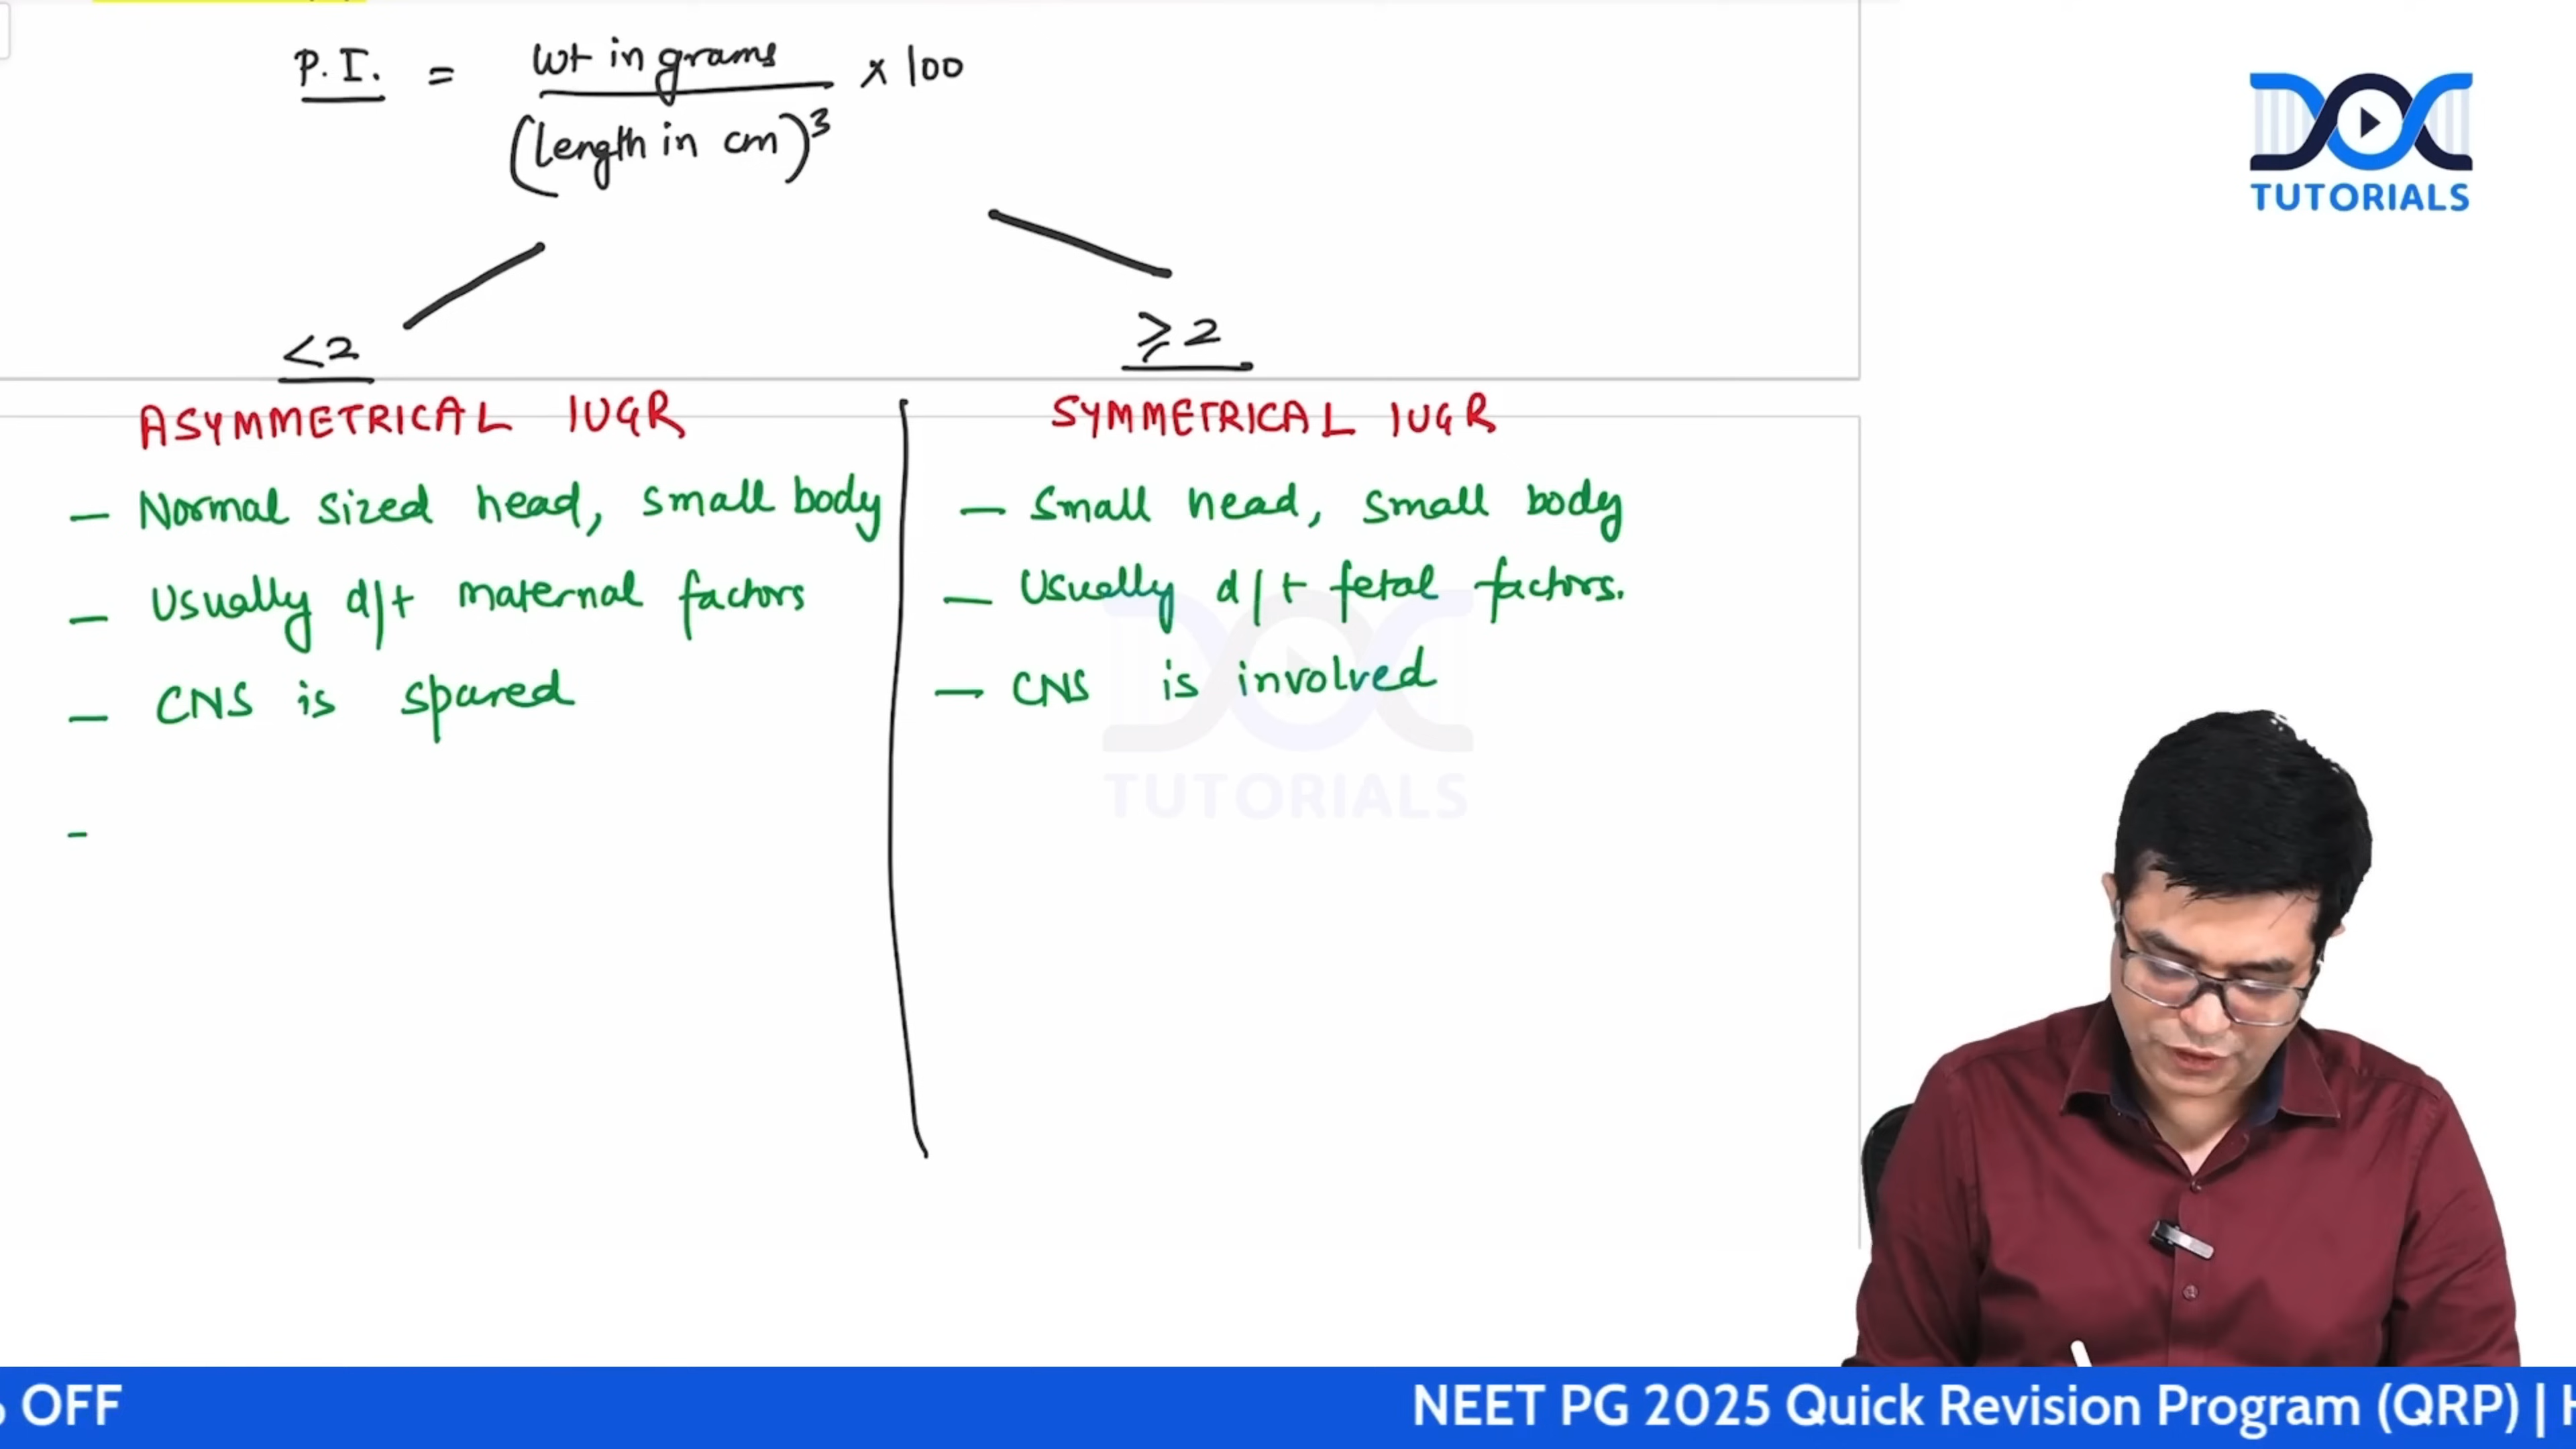 P.I. = wt in grams / (length in cm)³ x 100
DOC
TUTORIALS
<2
≥2
ASYMMETRICAL IUGR
SYMMETRICAL IUGR
— Normal sized head, small body
— Small head, small body
— Usually d/t maternal factors
— Usually d/t fetal factors.
— CNS is spared
— CNS is involved
DOC
TUTORIALS
-
OFF
NEET PG 2025 Quick Revision Program (QRP) |